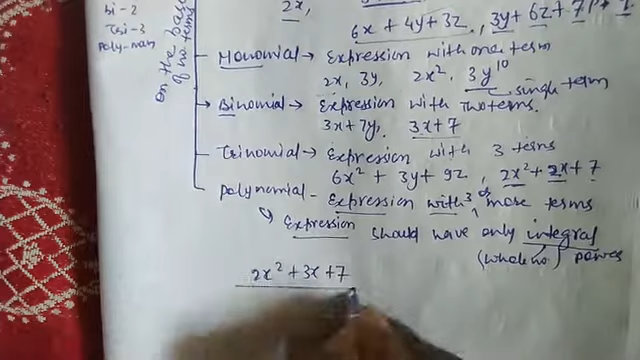 bi - 2
Tri - 3
Poly - many
on the basis of no. terms
2x,
6x + 4y + 3z , 3y + 6z + 7p +
Monomial → Expression with one term
2x, 3y, 2x², 3y¹⁰
single term
Binomial → Expression with two terms.
3x + 7y, 3x + 7
Trinomial → Expression with 3 terms
6x² + 3y + 9z , 2x² + 2x + 7
Polynomial - Expression with 3 or more terms
Expression should have only integral
(whole no.) powers
2x² + 3x + 7